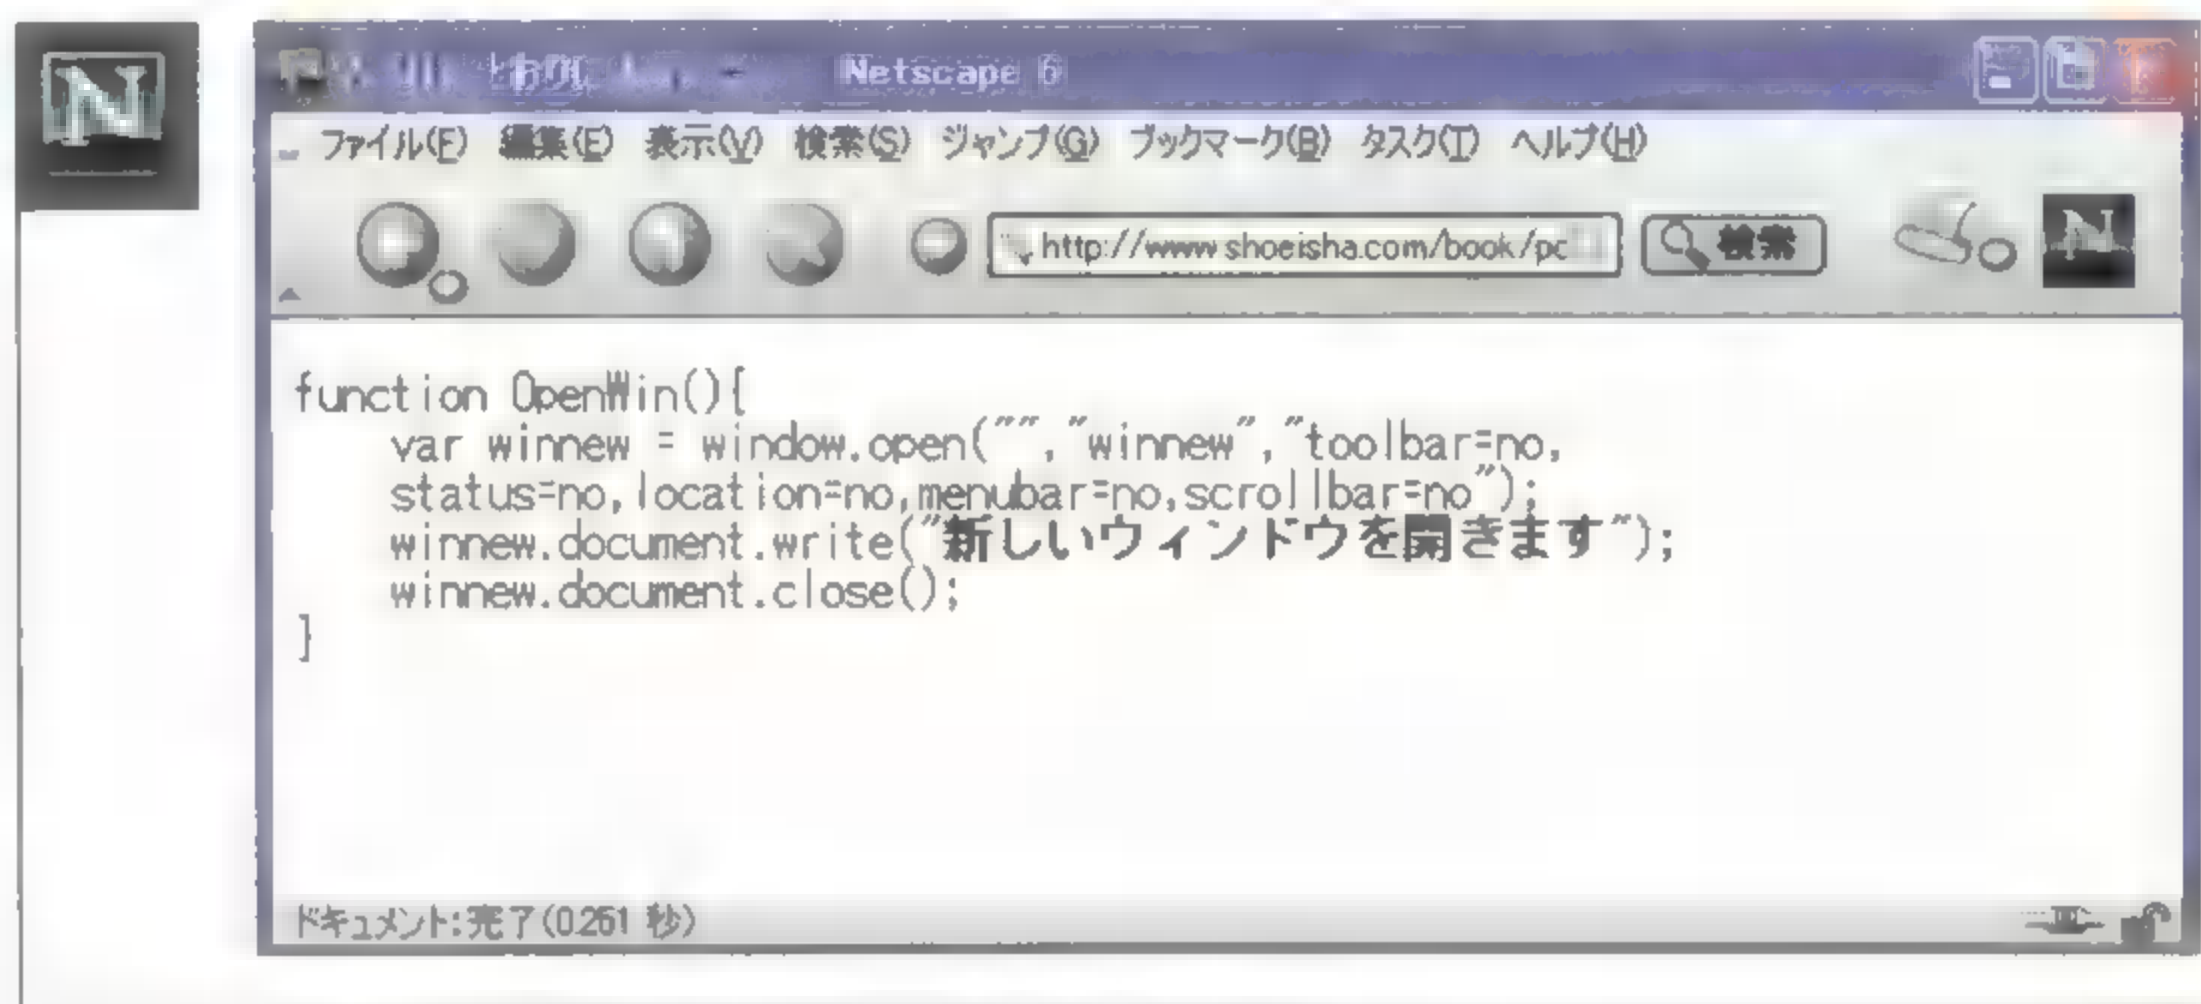 N
Netscape 6
ファイル(F) 編集(E) 表示(V) 検索(S) ジャンプ(G) ブックマーク(B) タスク(T) ヘルプ(H)
http://www.shoeisha.com/book/pc 検索 N
function OpenWin(){
var winnew = window.open("","winnew","toolbar=no,
status=no,location=no,menubar=no,scrollbar=no");
winnew.document.write("新しいウィンドウを開きます");
winnew.document.close();
}
ドキュメント:完了(0.251 秒)